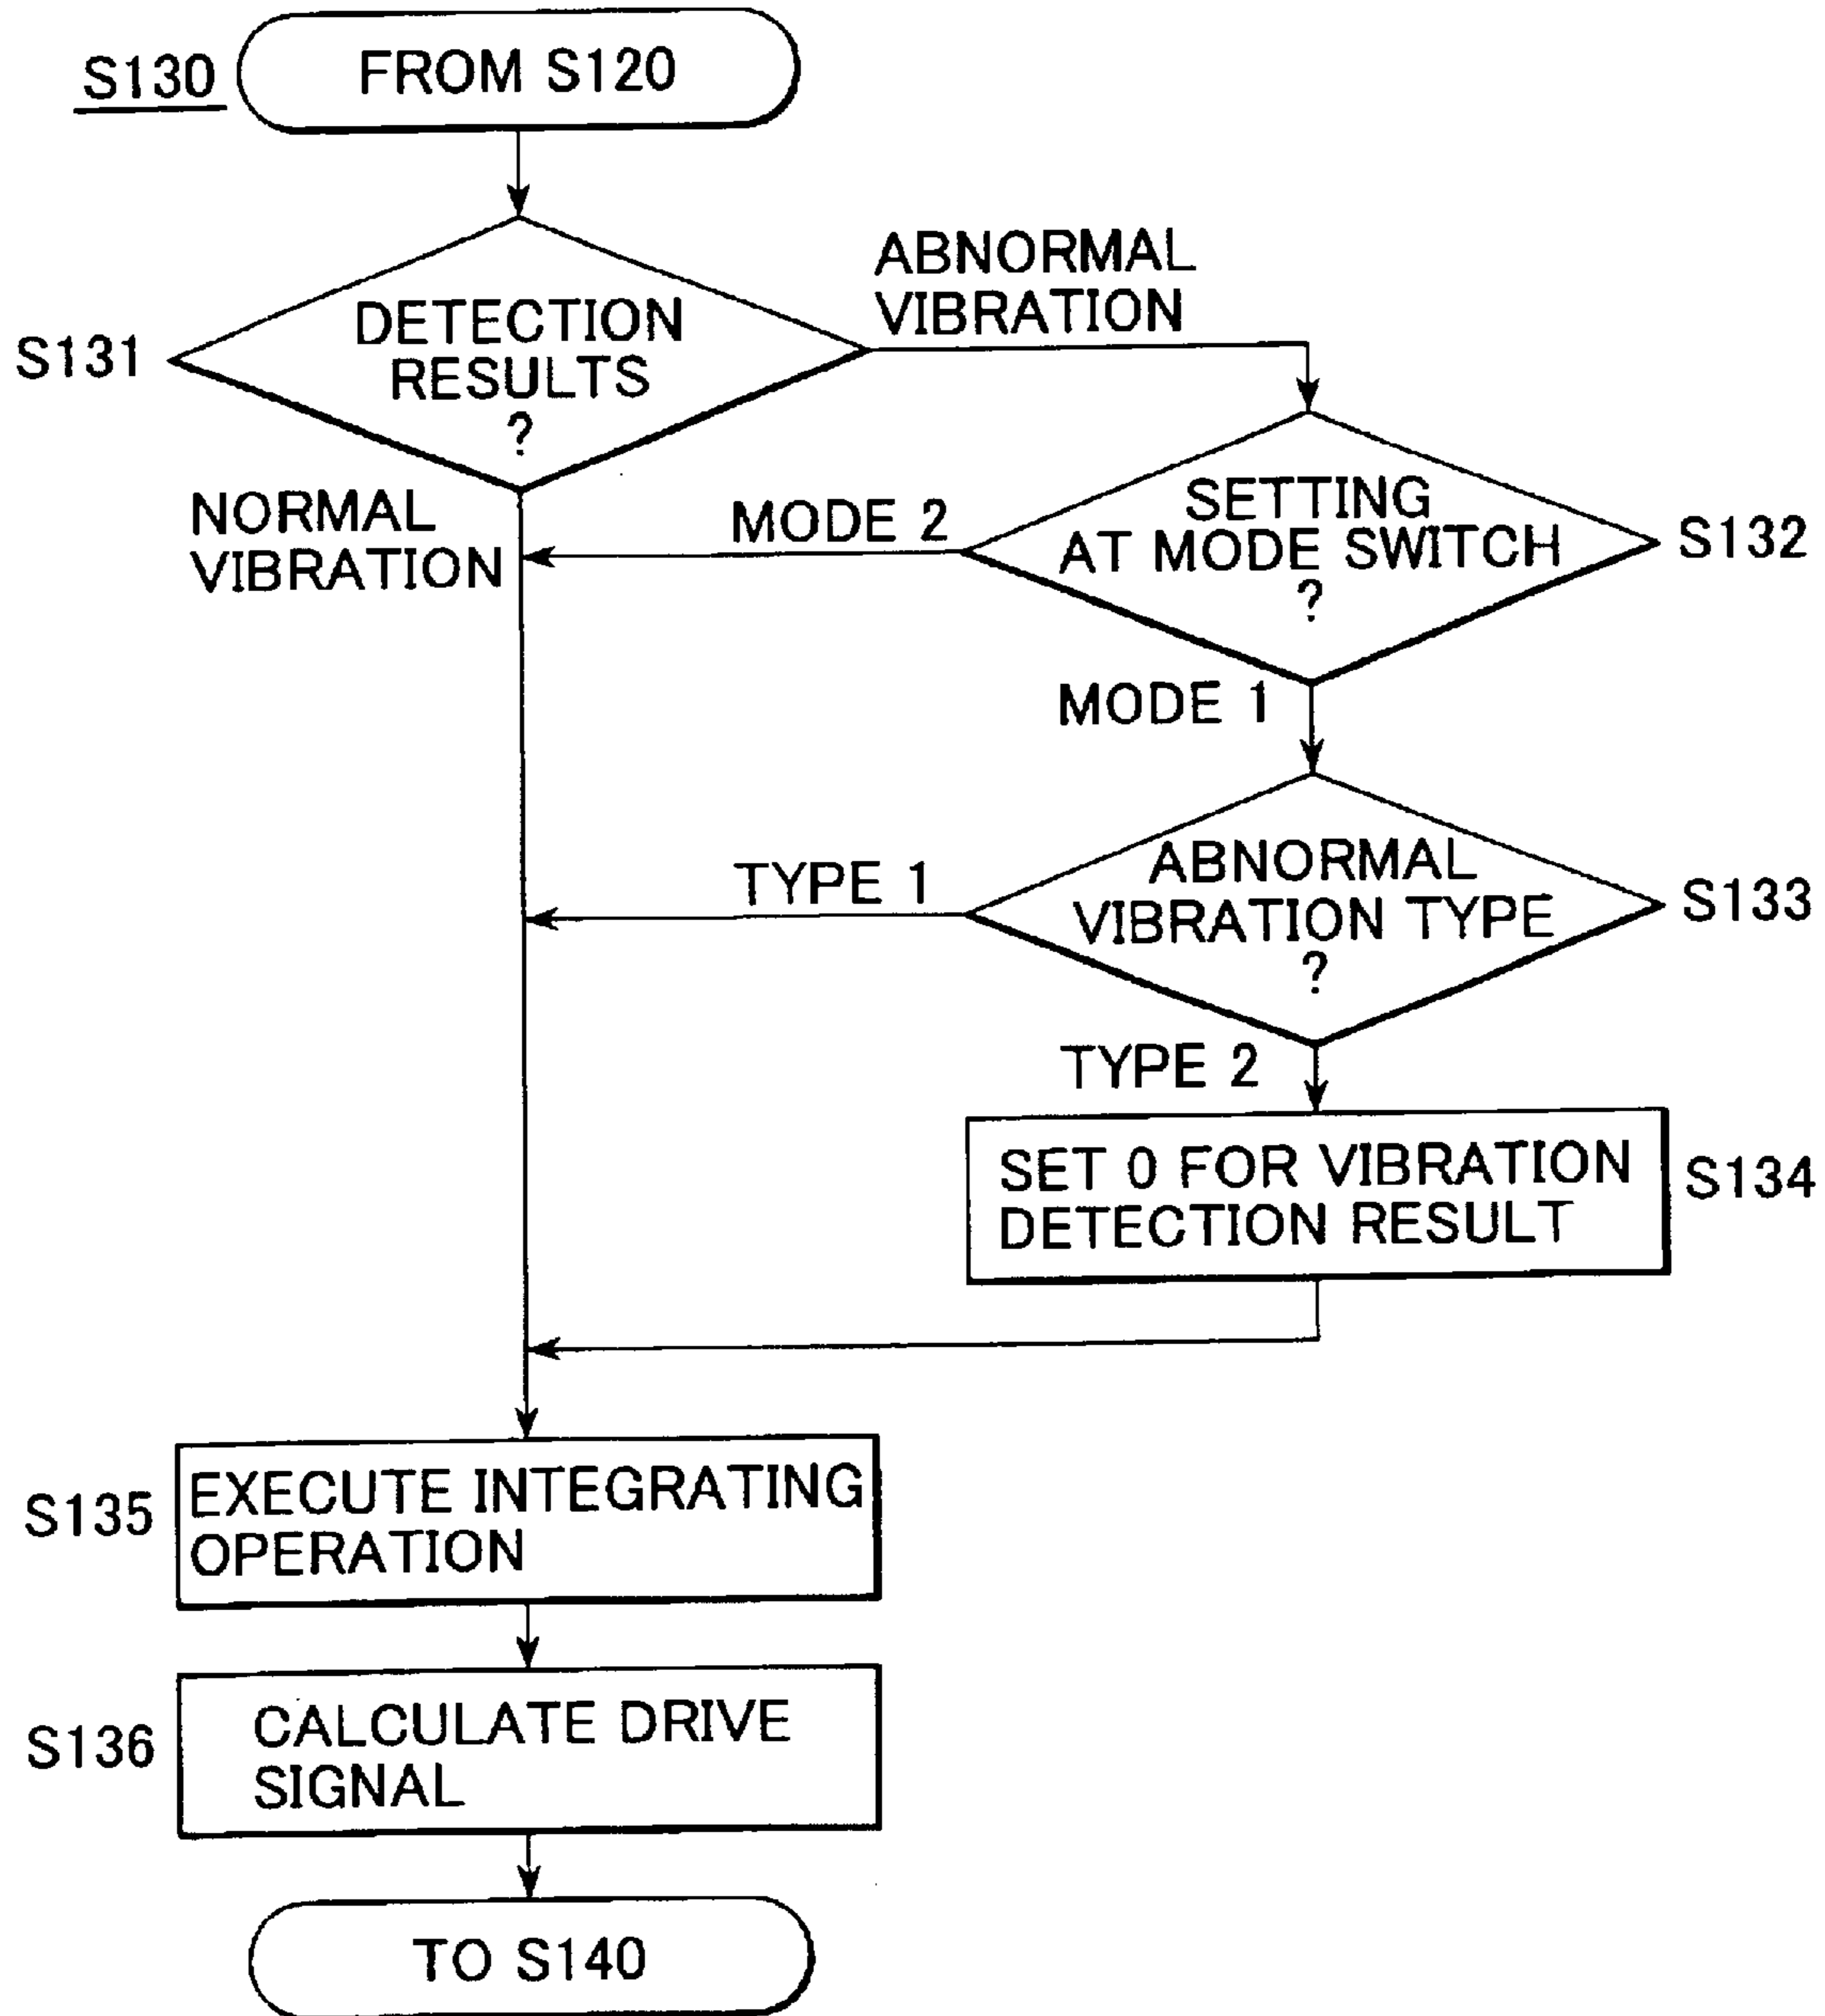 S130
FROM S120
ABNORMAL
VIBRATION
S131
DETECTION
RESULTS
?
NORMAL
VIBRATION
MODE 2
SETTING
AT MODE SWITCH
?
S132
MODE 1
TYPE 1
ABNORMAL
VIBRATION TYPE
?
S133
TYPE 2
SET 0 FOR VIBRATION
DETECTION RESULT
S134
S135
EXECUTE INTEGRATING
OPERATION
S136
CALCULATE DRIVE
SIGNAL
TO S140